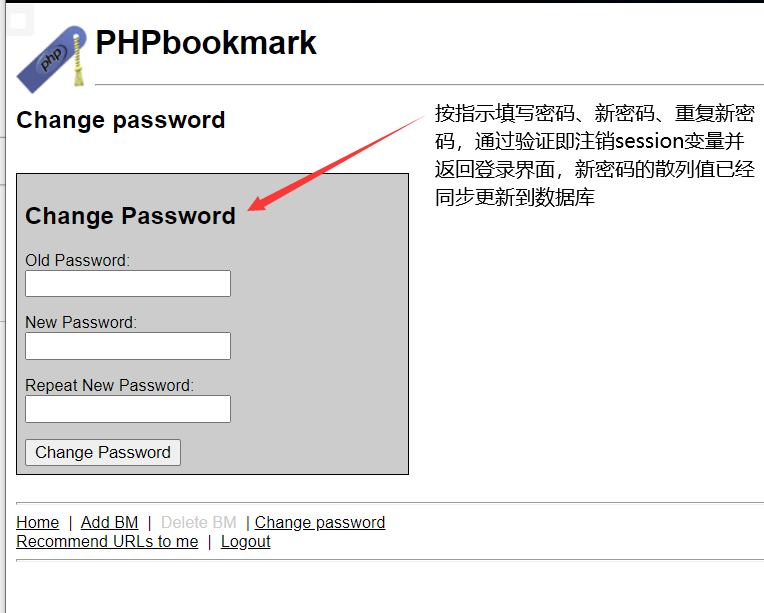 php
PHPbookmark
Change password
按指示填写密码、新密码、重复新密
码，通过验证即注销session变量并
返回登录界面，新密码的散列值已经
同步更新到数据库
Change Password
Old Password:
New Password:
Repeat New Password:
Change Password
Home | Add BM | Delete BM | Change password
Recommend URLs to me | Logout